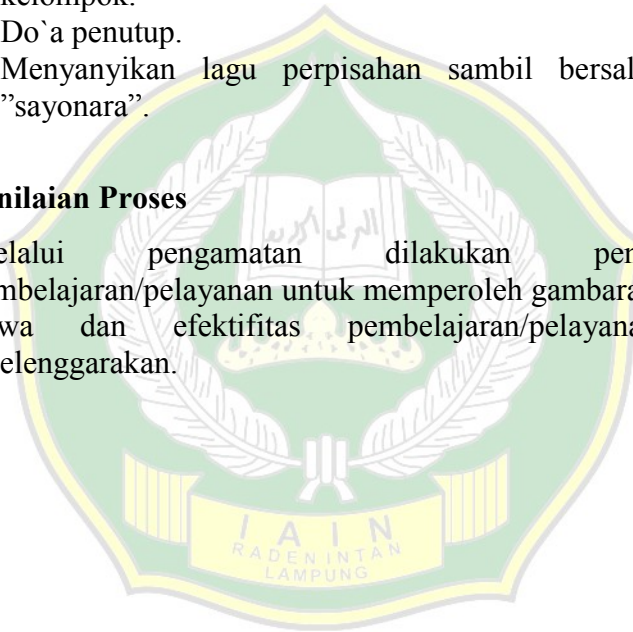 kelompok.
Do`a penutup.
Menyanyikan lagu perpisahan sambil bersal
”sayonara”.
nilaian Proses
elalui pengamatan dilakukan pen
mbelajaran/pelayanan untuk memperoleh gambara
wa dan efektifitas pembelajaran/pelayana
elenggarakan.
I A I N
RADEN INTAN
LAMPUNG